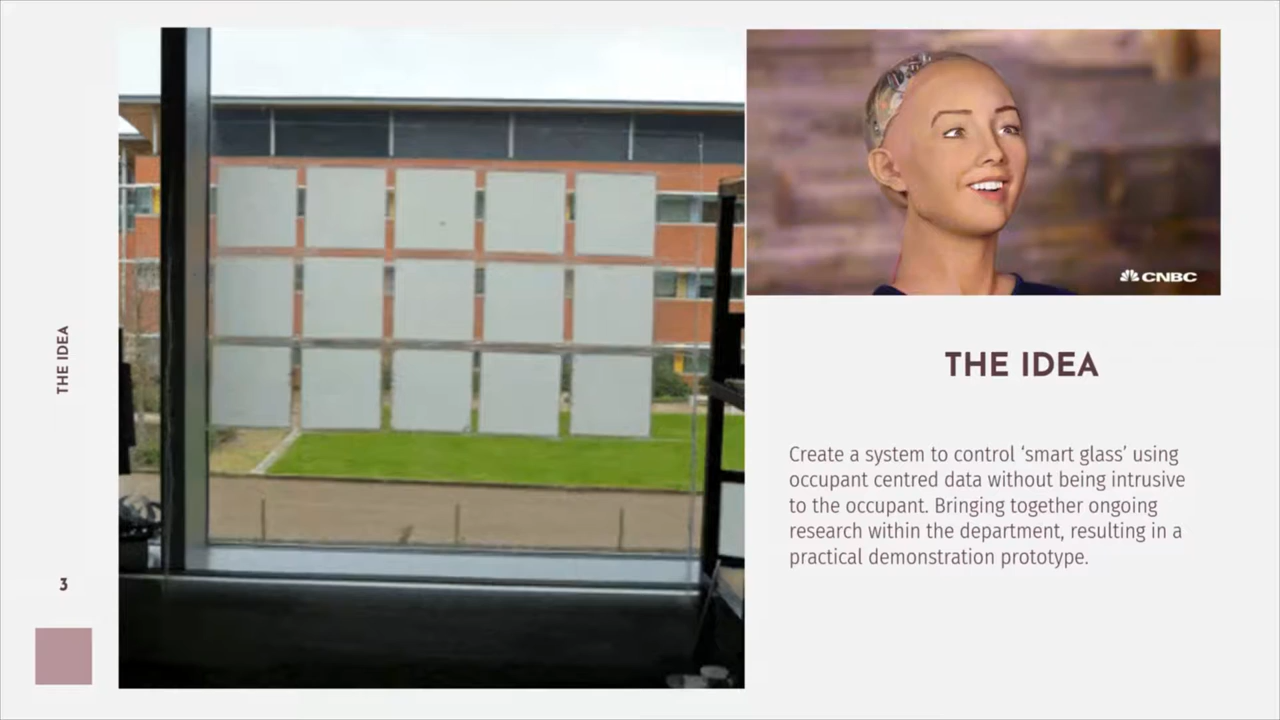 THE IDEA
3
CNBC
THE IDEA
Create a system to control ‘smart glass’ using
occupant centred data without being intrusive
to the occupant. Bringing together ongoing
research within the department, resulting in a
practical demonstration prototype.